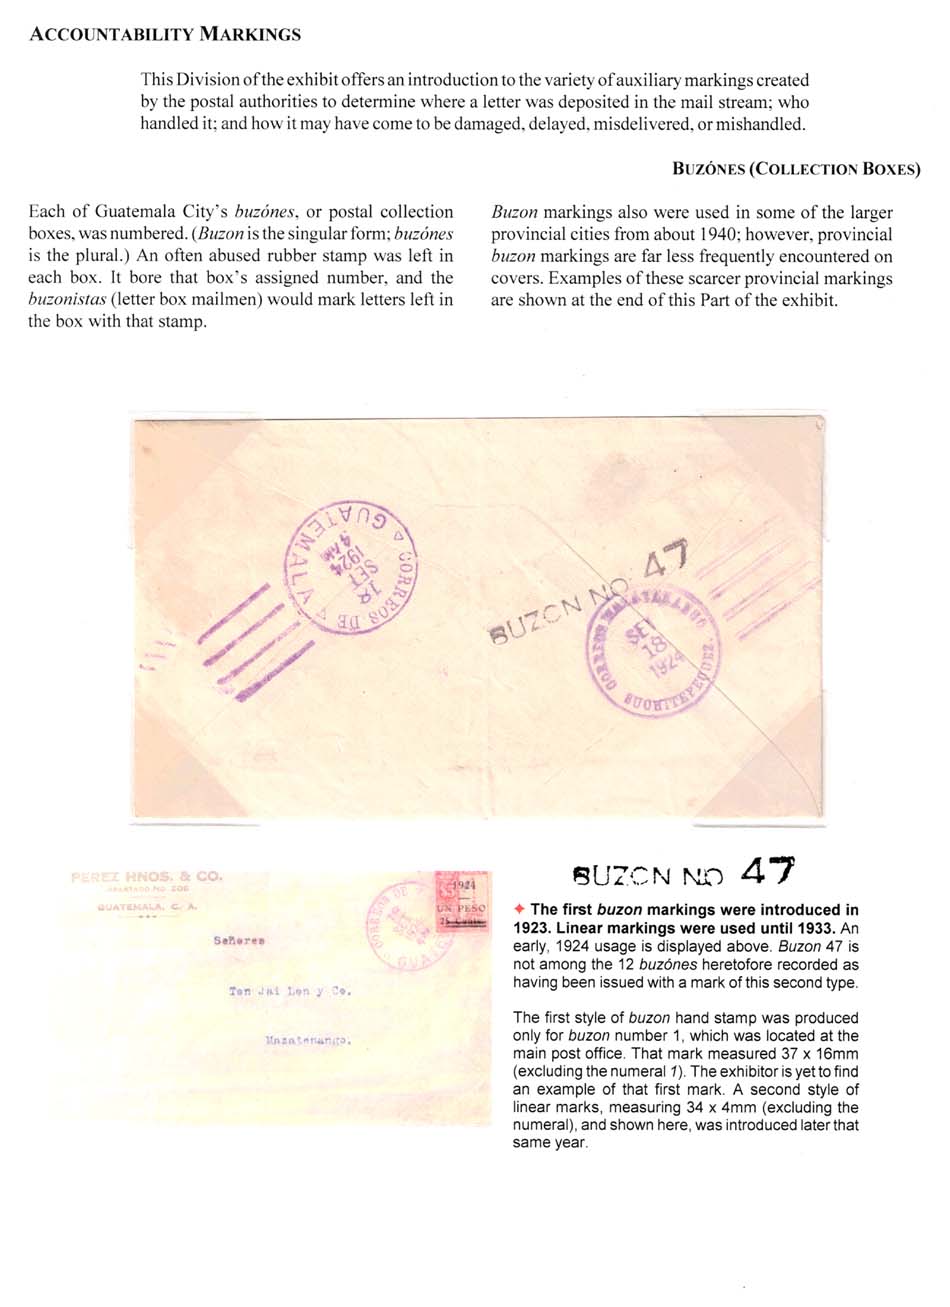 ACCOUNTABILITY MARKINGS
This Division of the exhibit offers an introduction to the variety of auxiliary markings created
by the postal authorities to determine where a letter was deposited in the mail stream; who
handled it; and how it may have come to be damaged, delayed, misdelivered, or mishandled.
BUZÓNES (COLLECTION BOXES)
Each of Guatemala City's buzónes, or postal collection
boxes, was numbered. (Buzon is the singular form; buzónes
is the plural.) An often abused rubber stamp was left in
each box. It bore that box's assigned number, and the
buzonistas (letter box mailmen) would mark letters left in
the box with that stamp.
Buzon markings also were used in some of the larger
provincial cities from about 1940; however, provincial
buzon markings are far less frequently encountered on
covers. Examples of these scarcer provincial markings
are shown at the end of this Part of the exhibit.
CORREOS DE
GUATEMALA
4 AM
1924
SET
18
BUZCN NO 47
CORREOS MAZATENANGO
SET
18
1924
SUCHITEPEQUEZ
PEREZ HNOS. & CO.
APARTADO NO 206
GUATEMALA, C. A.
CORREOS DE
1924
UN PESO
Señores
Ton Jai Lon y Co.
Mazatenango.
BUZCN NO 47
The first buzon markings were introduced in
1923. Linear markings were used until 1933. An
early, 1924 usage is displayed above. Buzon 47 is
not among the 12 buzónes heretofore recorded as
having been issued with a mark of this second type.
The first style of buzon hand stamp was produced
only for buzon number 1, which was located at the
main post office. That mark measured 37 x 16mm
(excluding the numeral 1). The exhibitor is yet to find
an example of that first mark. A second style of
linear marks, measuring 34 x 4mm (excluding the
numeral), and shown here, was introduced later that
same year.